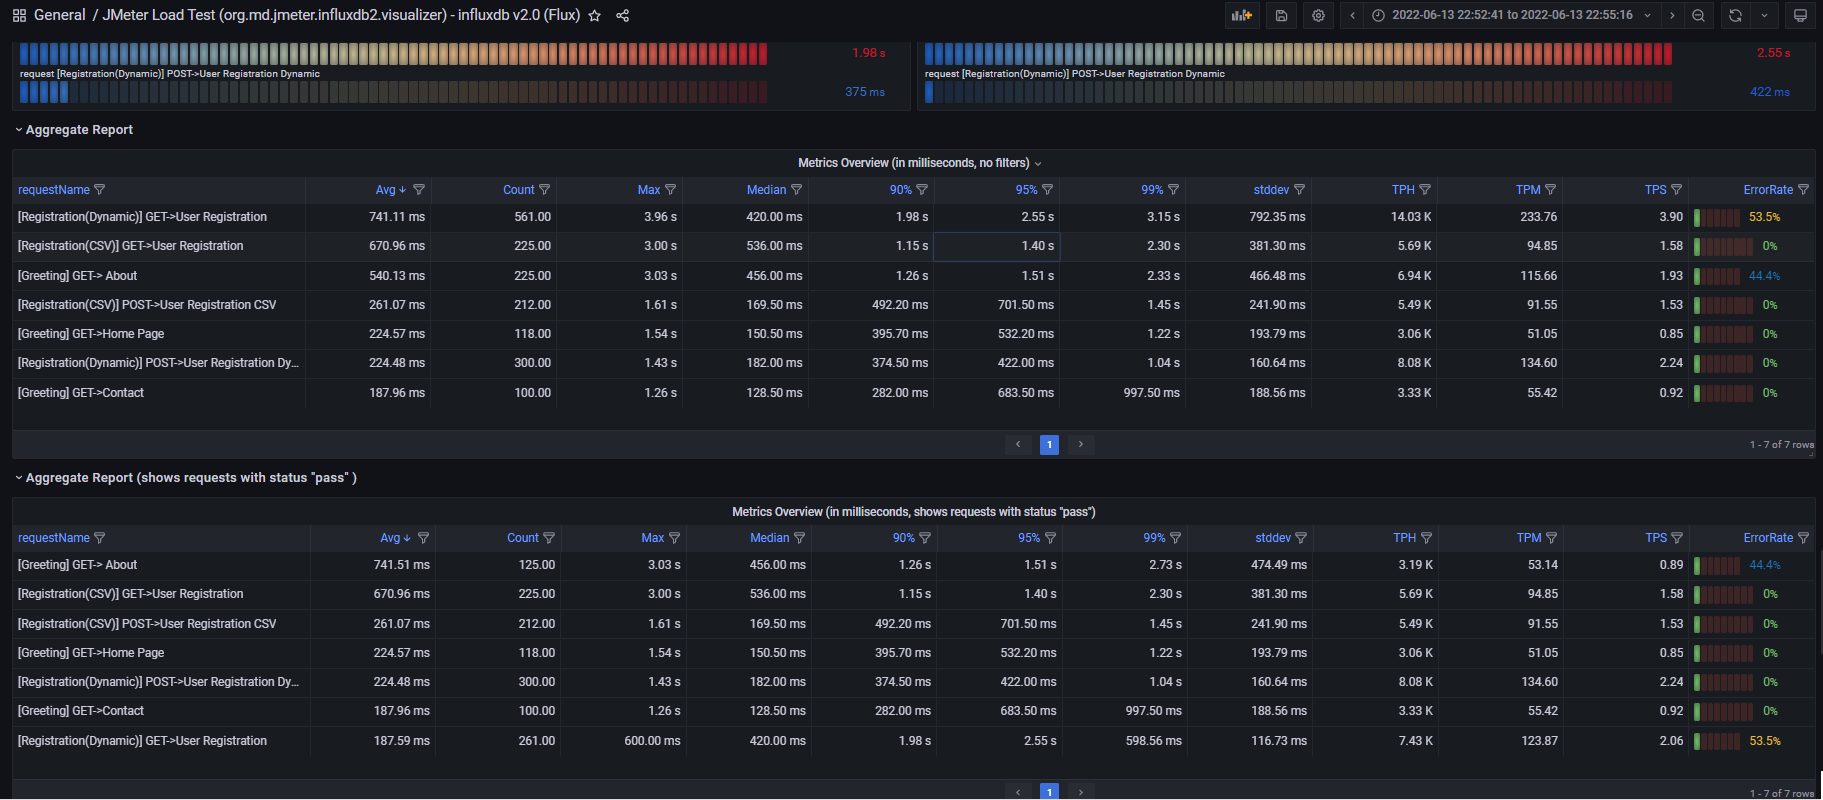 General / JMeter Load Test (org.md.jmeter.influxdb2.visualizer) - influxdb v2.0 (Flux) 2022-06-13 22:52:41 to 2022-06-13 22:55:16
1.98 s 2.55 s
request [Registration(Dynamic)] POST->User Registration Dynamic request [Registration(Dynamic)] POST->User Registration Dynamic
375 ms 422 ms
Aggregate Report
Metrics Overview (in milliseconds, no filters)
requestName Avg Count Max Median 90% 95% 99% stddev TPH TPM TPS ErrorRate
[Registration(Dynamic)] GET->User Registration 741.11 ms 561.00 3.96 s 420.00 ms 1.98 s 2.55 s 3.15 s 792.35 ms 14.03 K 233.76 3.90 53.5%
[Registration(CSV)] GET->User Registration 670.96 ms 225.00 3.00 s 536.00 ms 1.15 s 1.40 s 2.30 s 381.30 ms 5.69 K 94.85 1.58 0%
[Greeting] GET-> About 540.13 ms 225.00 3.03 s 456.00 ms 1.26 s 1.51 s 2.33 s 466.48 ms 6.94 K 115.66 1.93 44.4%
[Registration(CSV)] POST->User Registration CSV 261.07 ms 212.00 1.61 s 169.50 ms 492.20 ms 701.50 ms 1.45 s 241.90 ms 5.49 K 91.55 1.53 0%
[Greeting] GET->Home Page 224.57 ms 118.00 1.54 s 150.50 ms 395.70 ms 532.20 ms 1.22 s 193.79 ms 3.06 K 51.05 0.85 0%
[Registration(Dynamic)] POST->User Registration Dy... 224.48 ms 300.00 1.43 s 182.00 ms 374.50 ms 422.00 ms 1.04 s 160.64 ms 8.08 K 134.60 2.24 0%
[Greeting] GET->Contact 187.96 ms 100.00 1.26 s 128.50 ms 282.00 ms 683.50 ms 997.50 ms 188.56 ms 3.33 K 55.42 0.92 0%
1 1 - 7 of 7 rows
Aggregate Report (shows requests with status "pass" )
Metrics Overview (in milliseconds, shows requests with status "pass")
requestName Avg Count Max Median 90% 95% 99% stddev TPH TPM TPS ErrorRate
[Greeting] GET-> About 741.51 ms 125.00 3.03 s 456.00 ms 1.26 s 1.51 s 2.73 s 474.49 ms 3.19 K 53.14 0.89 44.4%
[Registration(CSV)] GET->User Registration 670.96 ms 225.00 3.00 s 536.00 ms 1.15 s 1.40 s 2.30 s 381.30 ms 5.69 K 94.85 1.58 0%
[Registration(CSV)] POST->User Registration CSV 261.07 ms 212.00 1.61 s 169.50 ms 492.20 ms 701.50 ms 1.45 s 241.90 ms 5.49 K 91.55 1.53 0%
[Greeting] GET->Home Page 224.57 ms 118.00 1.54 s 150.50 ms 395.70 ms 532.20 ms 1.22 s 193.79 ms 3.06 K 51.05 0.85 0%
[Registration(Dynamic)] POST->User Registration Dy... 224.48 ms 300.00 1.43 s 182.00 ms 374.50 ms 422.00 ms 1.04 s 160.64 ms 8.08 K 134.60 2.24 0%
[Greeting] GET->Contact 187.96 ms 100.00 1.26 s 128.50 ms 282.00 ms 683.50 ms 997.50 ms 188.56 ms 3.33 K 55.42 0.92 0%
[Registration(Dynamic)] GET->User Registration 187.59 ms 261.00 600.00 ms 420.00 ms 1.98 s 2.55 s 598.56 ms 116.73 ms 7.43 K 123.87 2.06 53.5%
1 1 - 7 of 7 rows